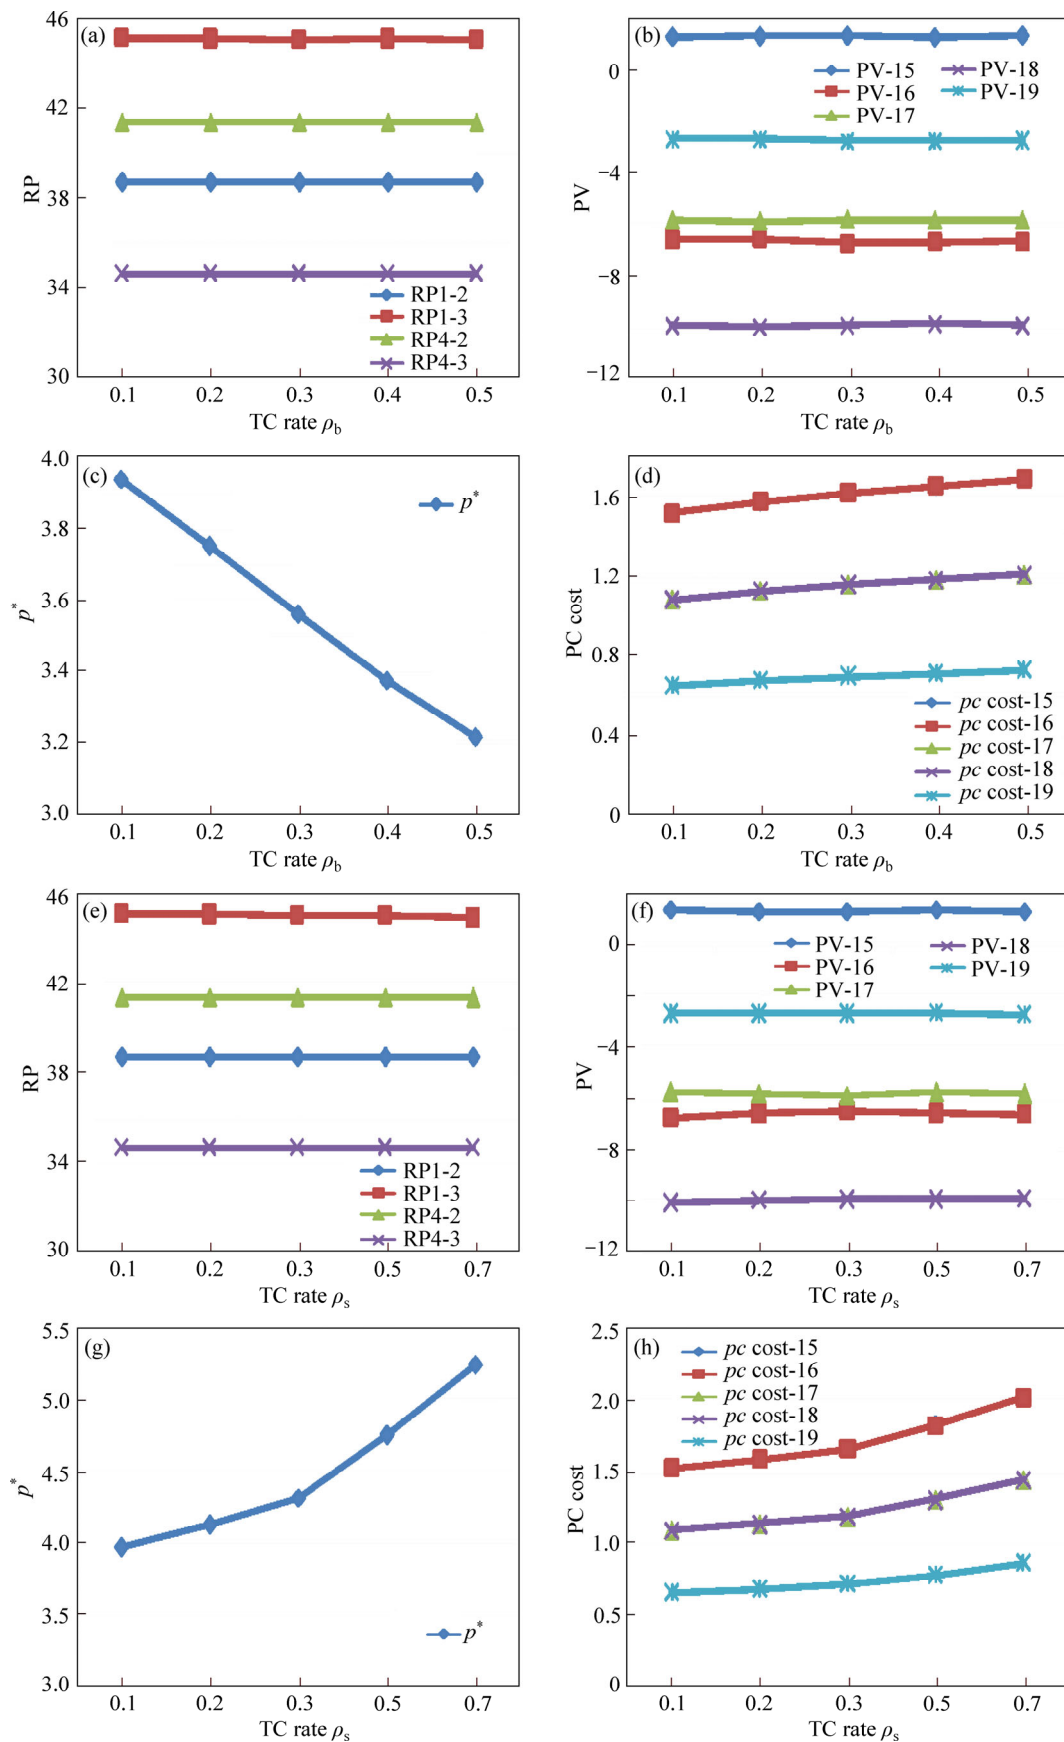 (a)
46
42
38
34
30
RP
RP1-2
RP1-3
RP4-2
RP4-3
0.1 0.2 0.3 0.4 0.5
TC rate ρb
(b)
0
−4
−8
−12
PV
PV-15 PV-18
PV-16 PV-19
PV-17
0.1 0.2 0.3 0.4 0.5
TC rate ρb
(c)
4.0
3.8
3.6
3.4
3.2
3.0
p*
p*
0.1 0.2 0.3 0.4 0.5
TC rate ρb
(d)
1.6
1.2
0.8
0.4
0
PC cost
pc cost-15
pc cost-16
pc cost-17
pc cost-18
pc cost-19
0.1 0.2 0.3 0.4 0.5
TC rate ρb
(e)
46
42
38
34
30
RP
RP1-2
RP1-3
RP4-2
RP4-3
0.1 0.2 0.3 0.5 0.7
TC rate ρs
(f)
0
−4
−8
−12
PV
PV-15 PV-18
PV-16 PV-19
PV-17
0.1 0.2 0.3 0.5 0.7
TC rate ρs
(g)
5.5
5.0
4.5
4.0
3.5
3.0
p*
p*
0.1 0.2 0.3 0.5 0.7
TC rate ρs
(h)
2.5
2.0
1.5
1.0
0.5
0
PC cost
pc cost-15
pc cost-16
pc cost-17
pc cost-18
pc cost-19
0.1 0.2 0.3 0.5 0.7
TC rate ρs